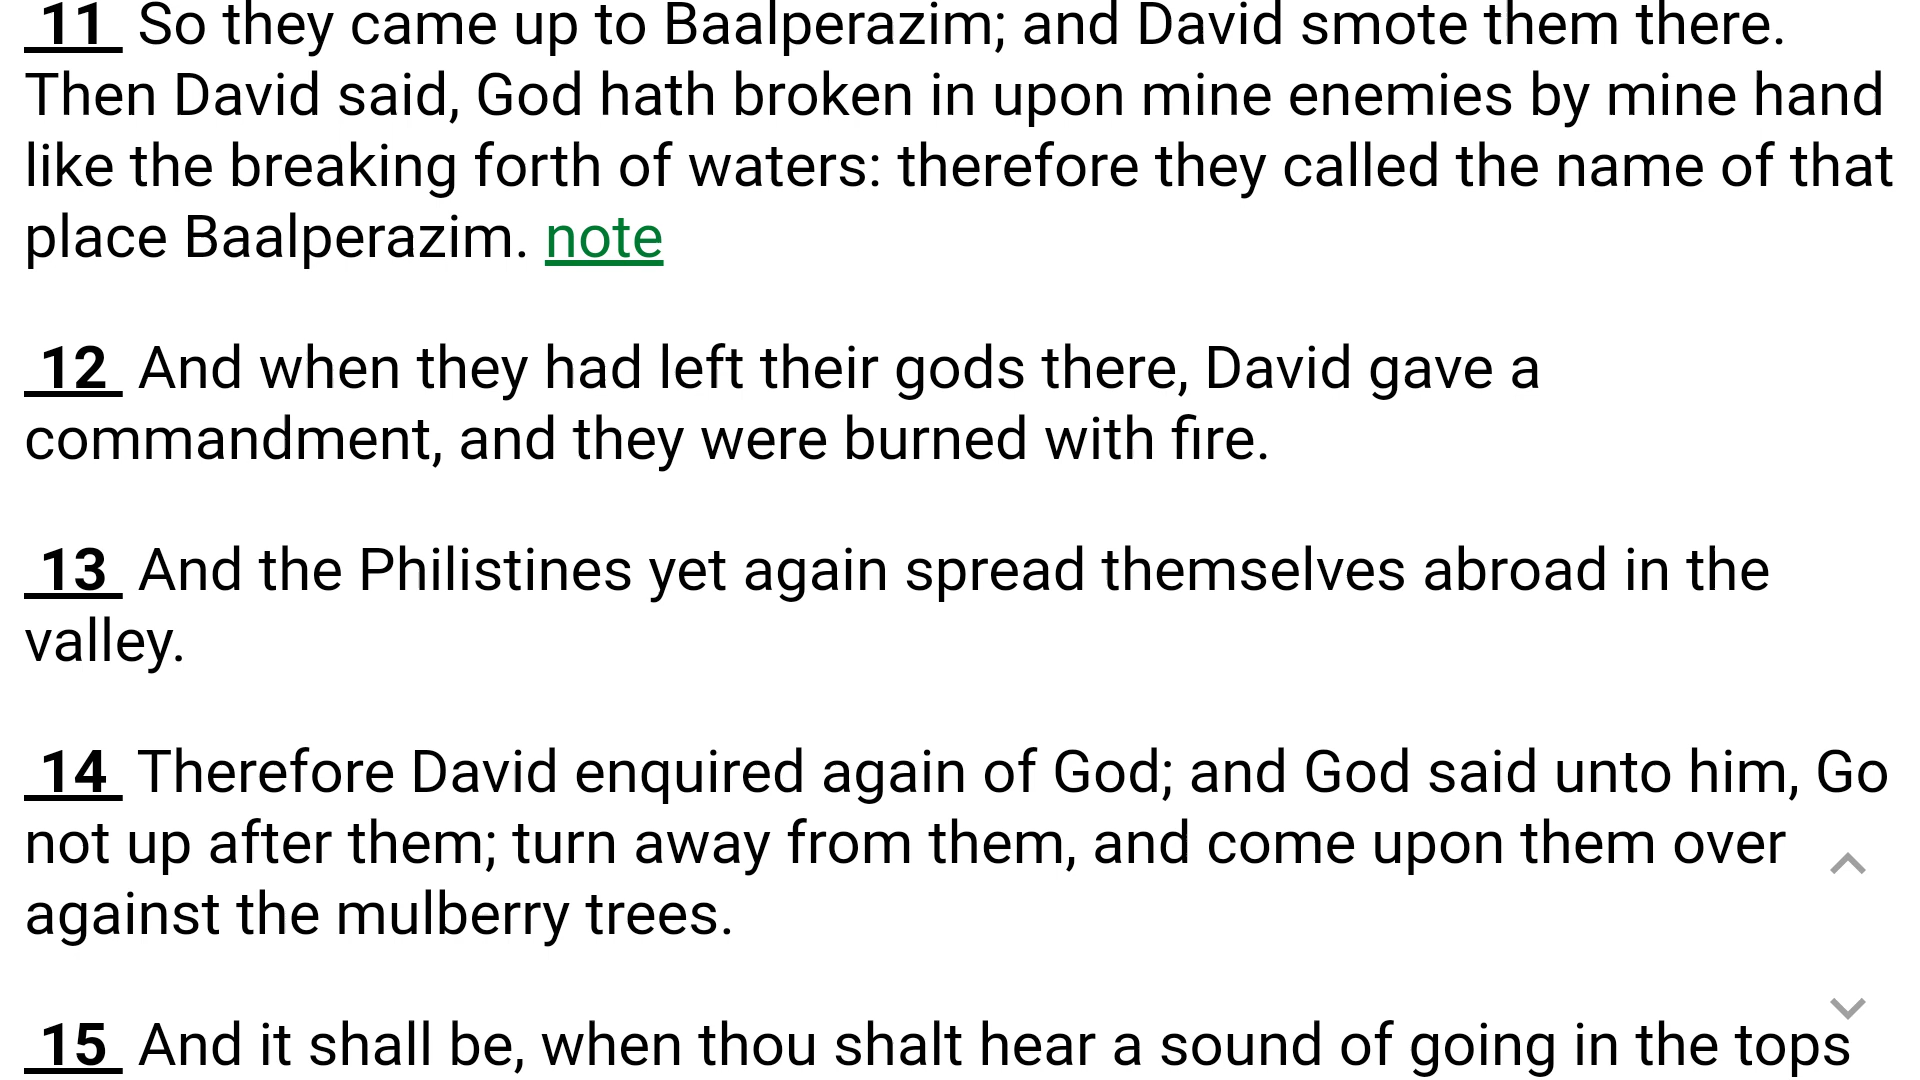 11 So they came up to Baalperazim; and David smote them there.
Then David said, God hath broken in upon mine enemies by mine hand
like the breaking forth of waters: therefore they called the name of that
place Baalperazim. note
12 And when they had left their gods there, David gave a
commandment, and they were burned with fire.
13 And the Philistines yet again spread themselves abroad in the
valley.
14 Therefore David enquired again of God; and God said unto him, Go
not up after them; turn away from them, and come upon them over
against the mulberry trees.
15 And it shall be, when thou shalt hear a sound of going in the tops